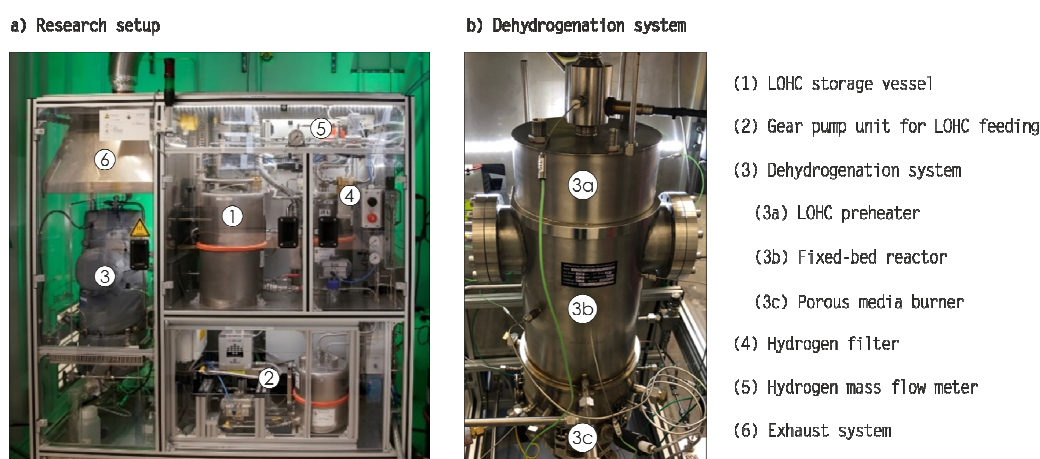 a) Research setup
b) Dehydrogenation system
1
2
3
4
5
6
3a
3b
3c
(1) LOHC storage vessel
(2) Gear pump unit for LOHC feeding
(3) Dehydrogenation system
(3a) LOHC preheater
(3b) Fixed-bed reactor
(3c) Porous media burner
(4) Hydrogen filter
(5) Hydrogen mass flow meter
(6) Exhaust system